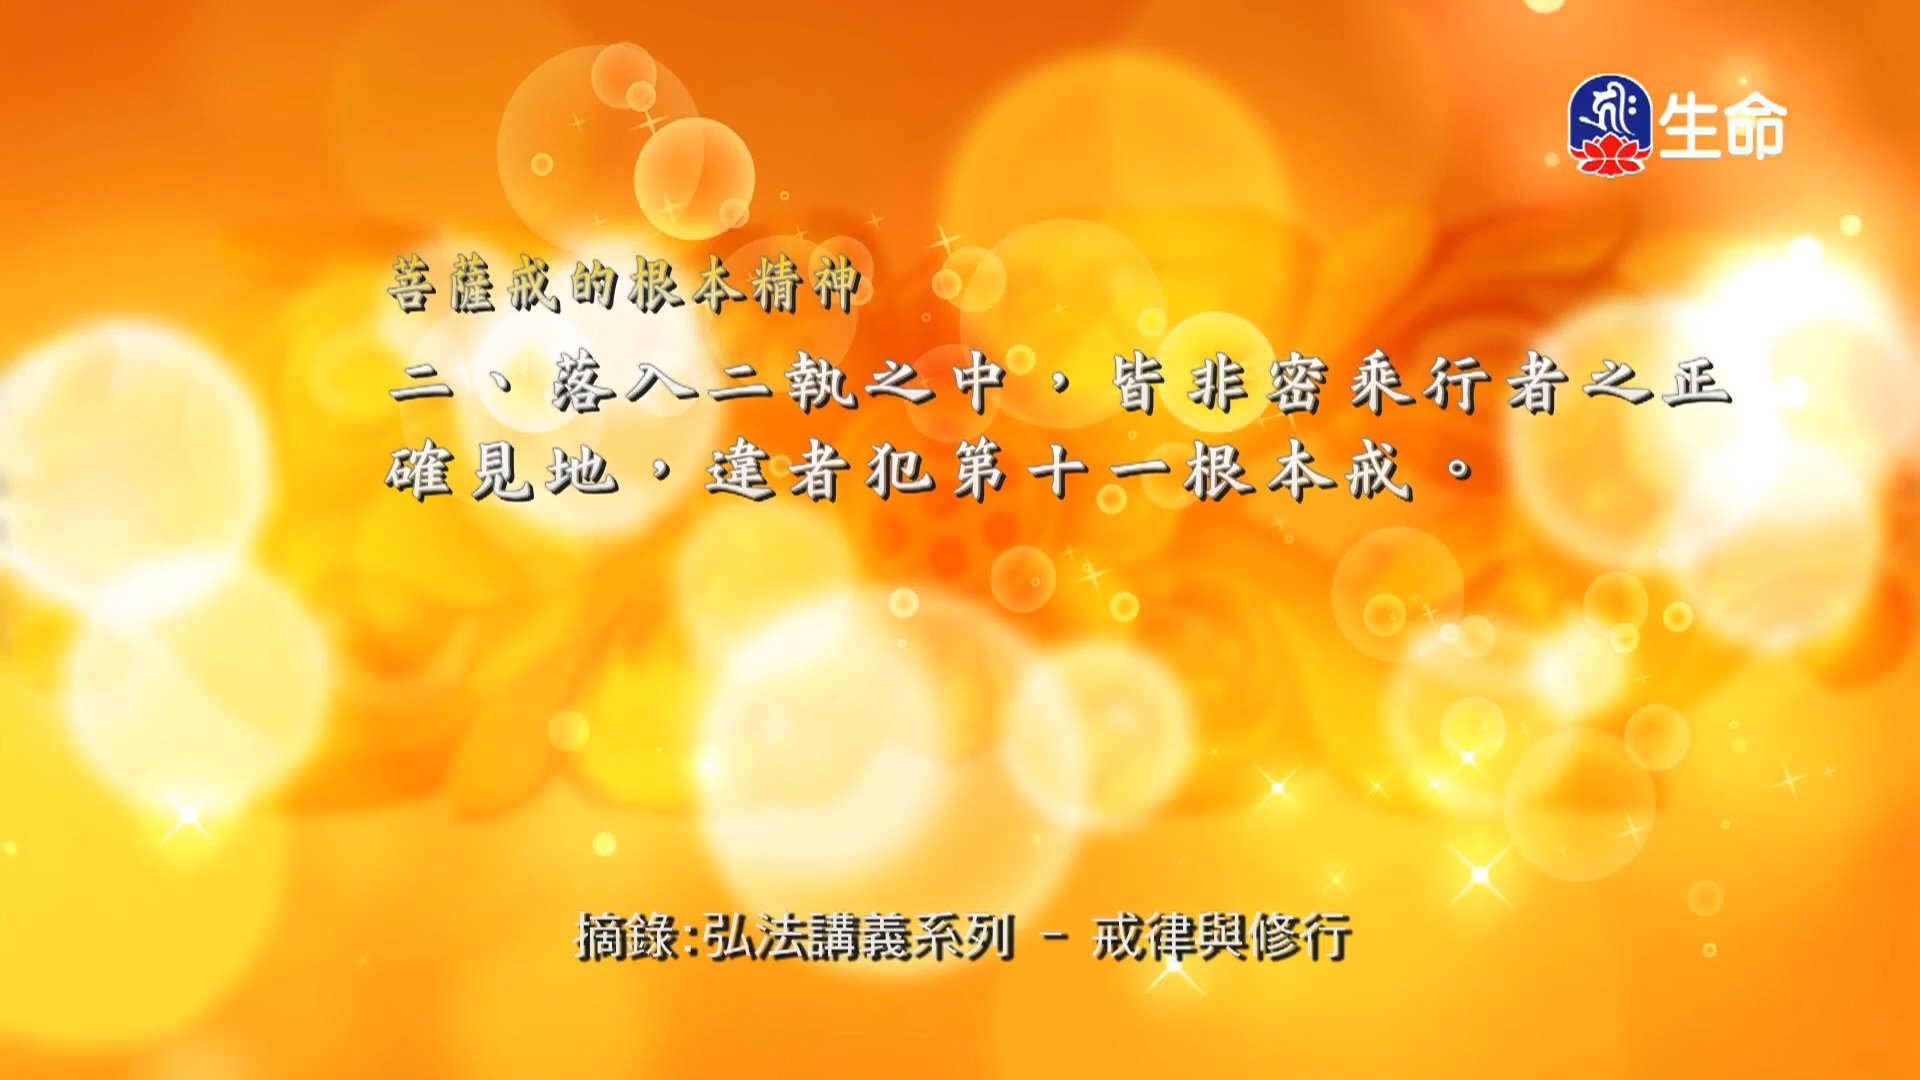 生命
菩薩戒的根本精神
二、落入二執之中，皆非密乘行者之正
確見地，違者犯第十一根本戒。
摘錄:弘法講義系列 - 戒律與修行